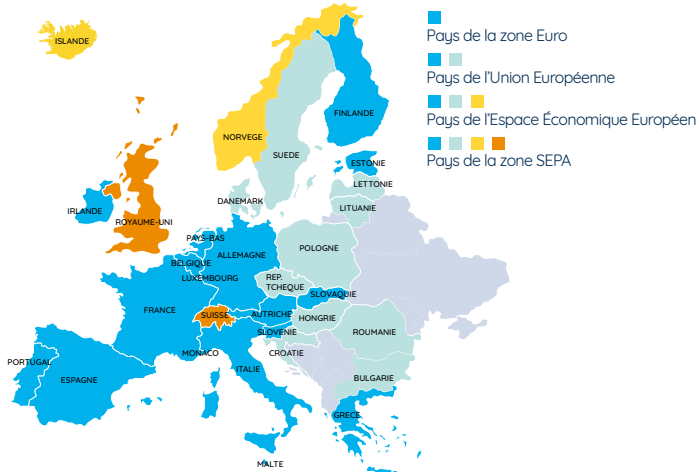 Pays de la zone Euro
Pays de l'Union Européenne
Pays de l'Espace Économique Européen
Pays de la zone SEPA
ISLANDE
FINLANDE
NORVEGE
SUEDE
ESTONIE
LETTONIE
DANEMARK
LITUANIE
IRLANDE
ROYAUME-UNI
PAYS-BAS
POLOGNE
ALLEMAGNE
BELGIQUE
LUXEMBOURG
REP.
TCHEQUE
SLOVAQUIE
FRANCE
SUISSE
AUTRICHE
HONGRIE
SLOVENIE
ROUMANIE
MONACO
CROATIE
PORTUGAL
ITALIE
ESPAGNE
BULGARIE
GRECE
MALTE